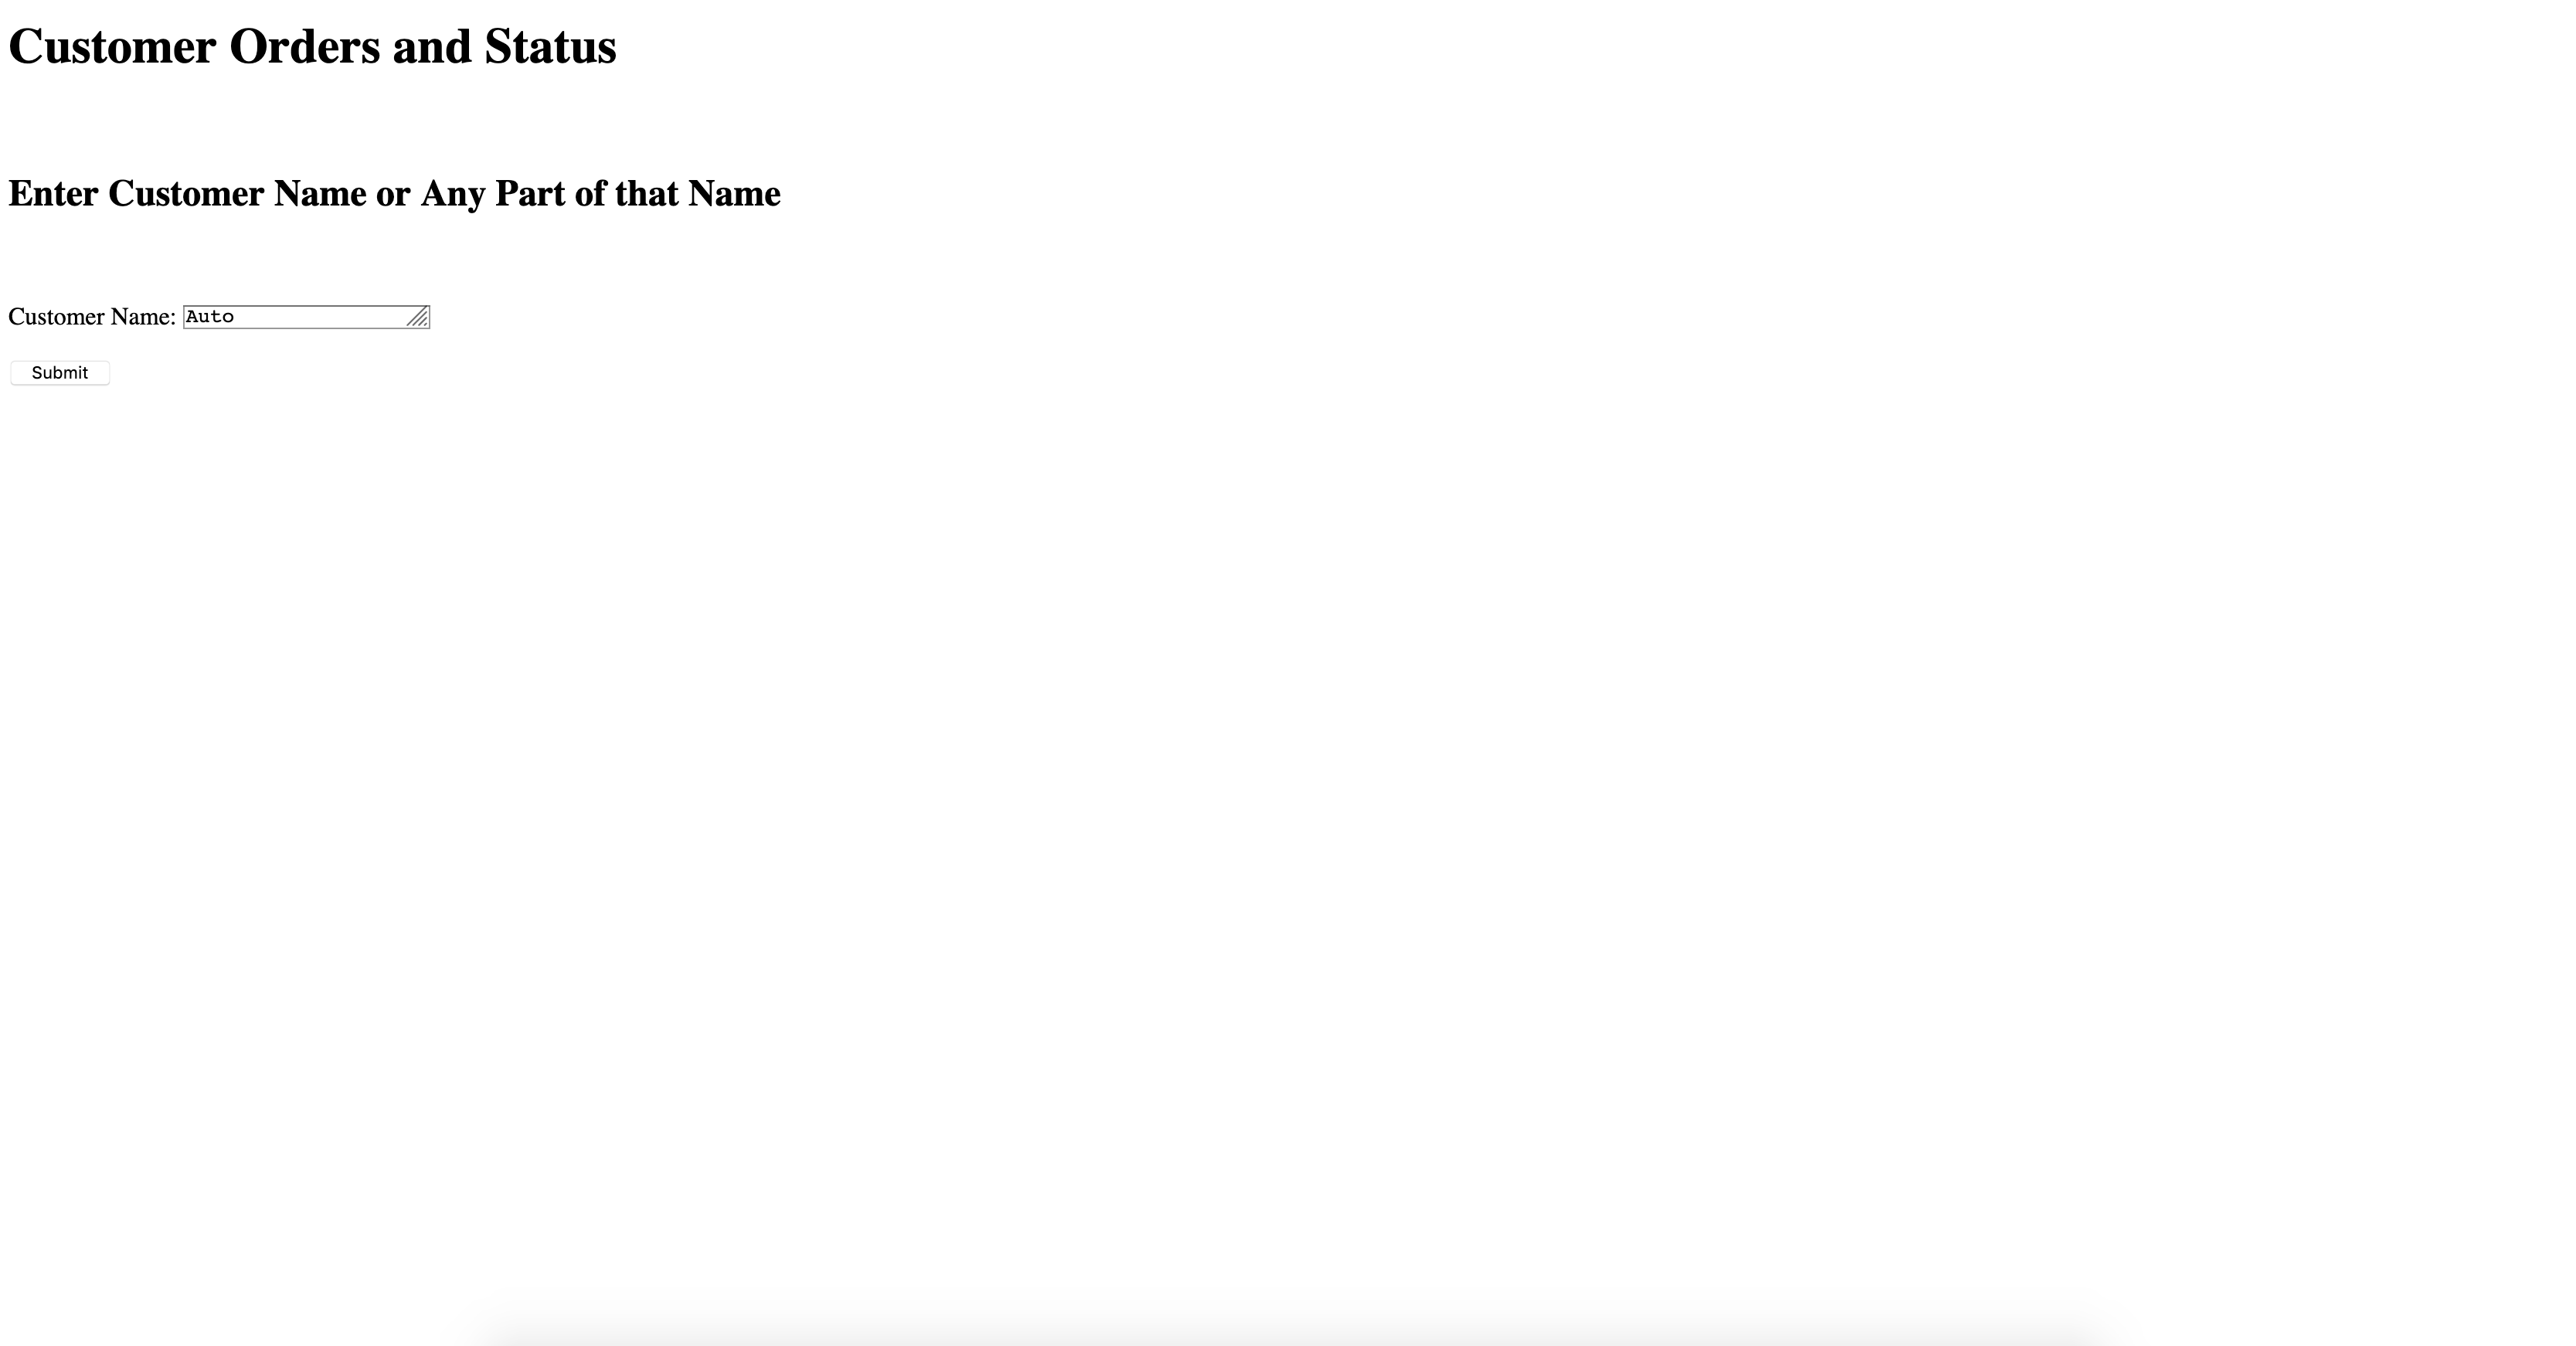 Customer Orders and Status
Enter Customer Name or Any Part of that Name
Customer Name: Auto
Submit